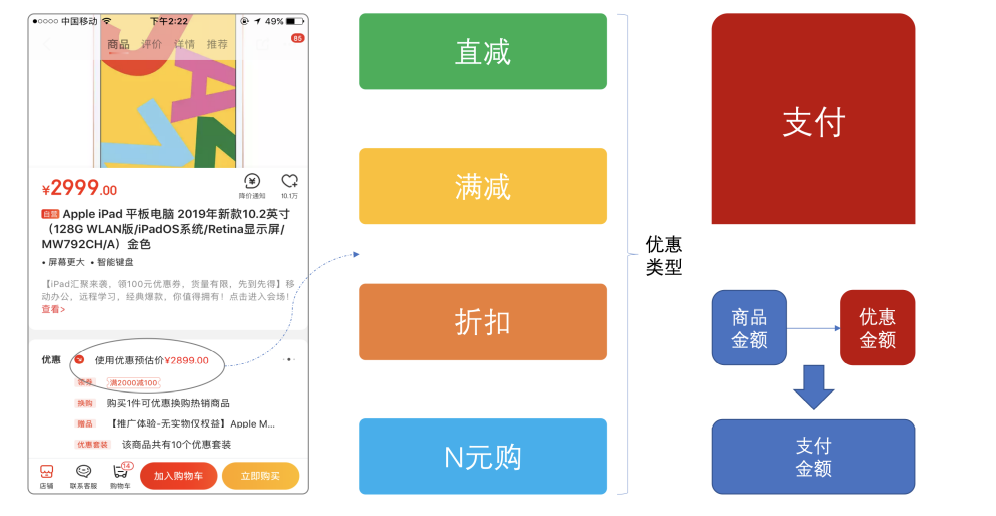 中国移动 下午2:22 49%
商品 评价 详情 推荐 85
¥2999.00
降价通知 10.1万
自营 Apple iPad 平板电脑 2019年新款10.2英寸
（128G WLAN版/iPadOS系统/Retina显示屏/
MW792CH/A）金色
• 屏幕更大 • 智能键盘
【iPad汇聚来袭，领100元优惠券，货量有限，先到先得】移
动办公，远程学习，经典爆款，你值得拥有！点击进入会场！
查看>
优惠 使用优惠预估价¥2899.00
领券 满2000减100
换购 购买1件可优惠换购热销商品
赠品 【推广体验-无实物仅权益】Apple M...
优惠套装 该商品共有10个优惠套装
店铺 联系客服 14 购物车 加入购物车 立即购买
直减
满减
折扣
N元购
优惠
类型
支付
商品
金额
优惠
金额
支付
金额